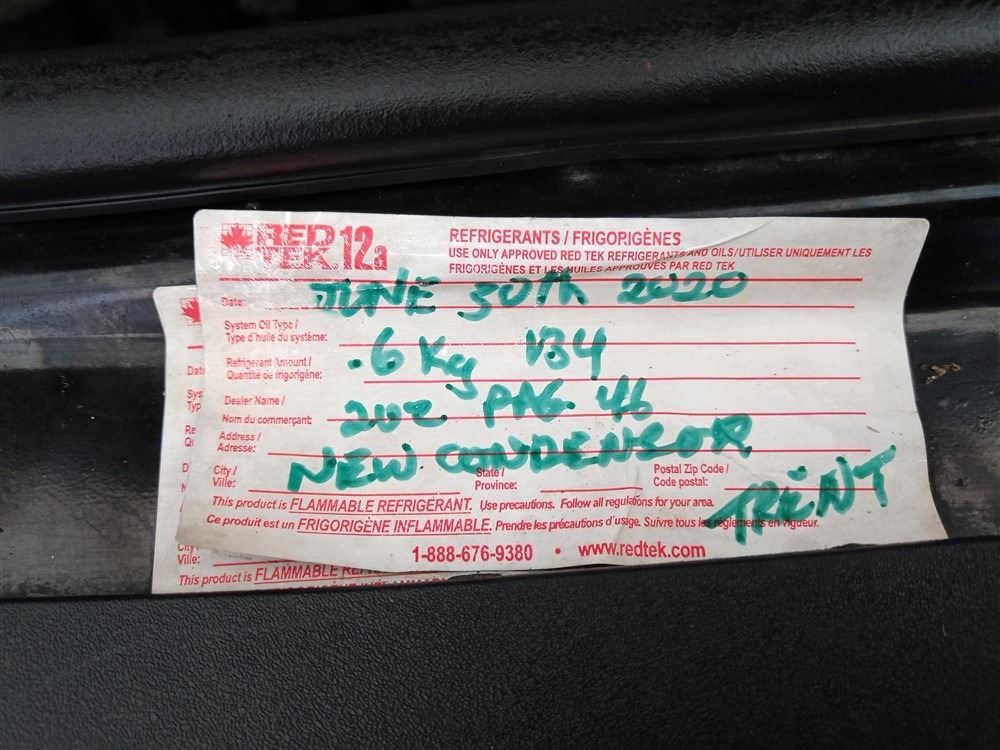 RED TEK 12a
REFRIGERANTS / FRIGORIGÈNES
USE ONLY APPROVED RED TEK REFRIGERANTS AND OILS/UTILISER UNIQUEMENT LES
FRIGORIGÈNES ET LES HUILES APPROUVÉS PAR RED TEK
Date: JUNE 30th 2020
System Oil Type /
Type d'huile du système:
.6 Kg 134
Refrigerant Amount /
Quantité de frigorigène:
Dealer Name /
2oz. PAG. 46
Nom du commerçant:
Address /
Adresse:
NEW CONDENSOR
City /
Ville:
State /
Province:
Postal Zip Code /
Code postal:
TRENT
This product is FLAMMABLE REFRIGERANT. Use precautions. Follow all regulations for your area.
Ce produit est un FRIGORIGÈNE INFLAMMABLE. Prendre les précautions d'usage. Suivre tous les réglements en vigueur.
1-888-676-9380 • www.redtek.com
Ville:
This product is FLAMMABLE